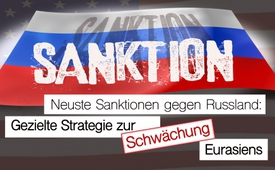 SANKTION
Neuste Sanktionen gegen Russland:
Gezielte Strategie zur
Schwächung
Eurasiens